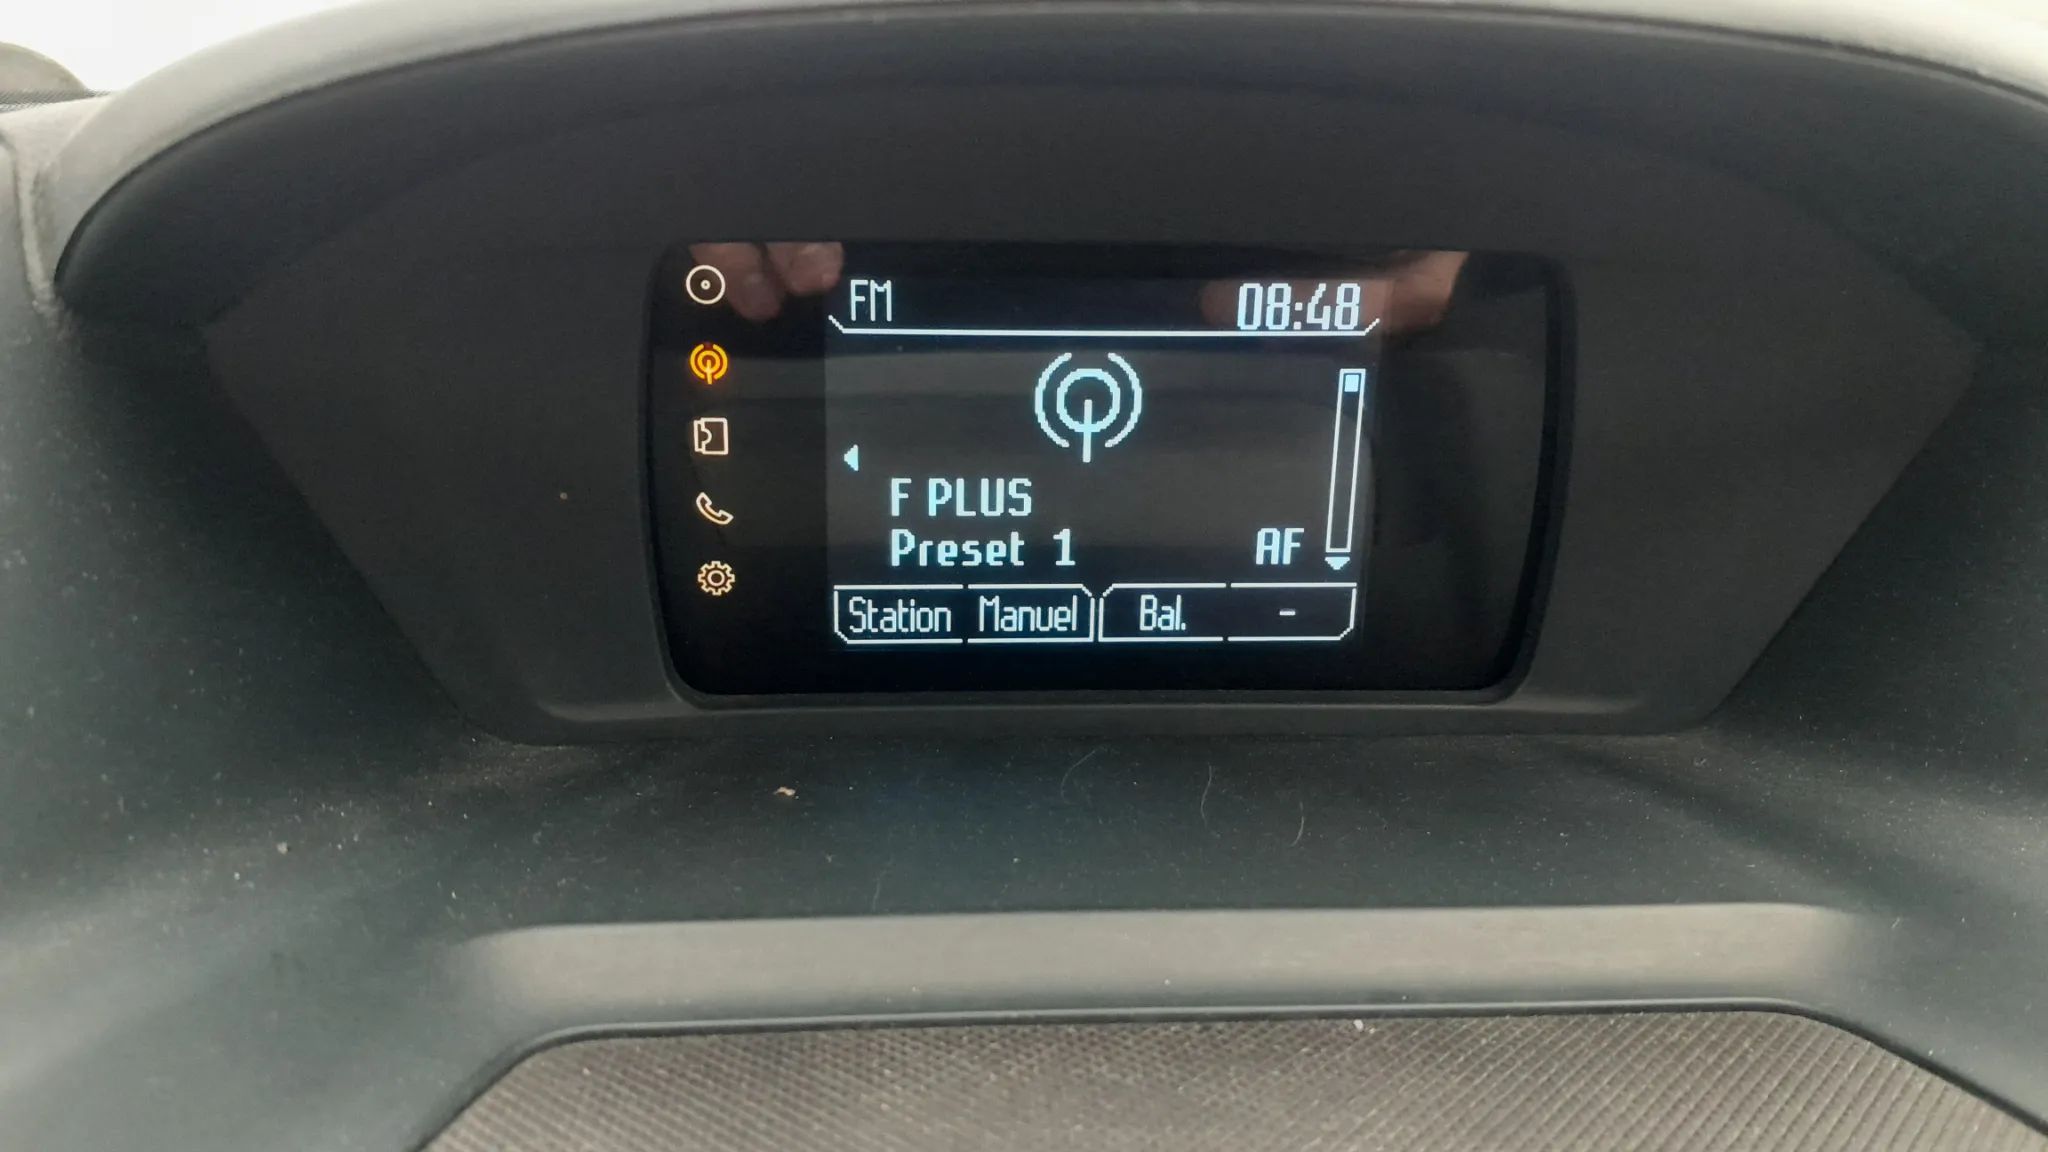 FM 08:48
F PLUS
Preset 1 AF
Station Manuel Bal. -